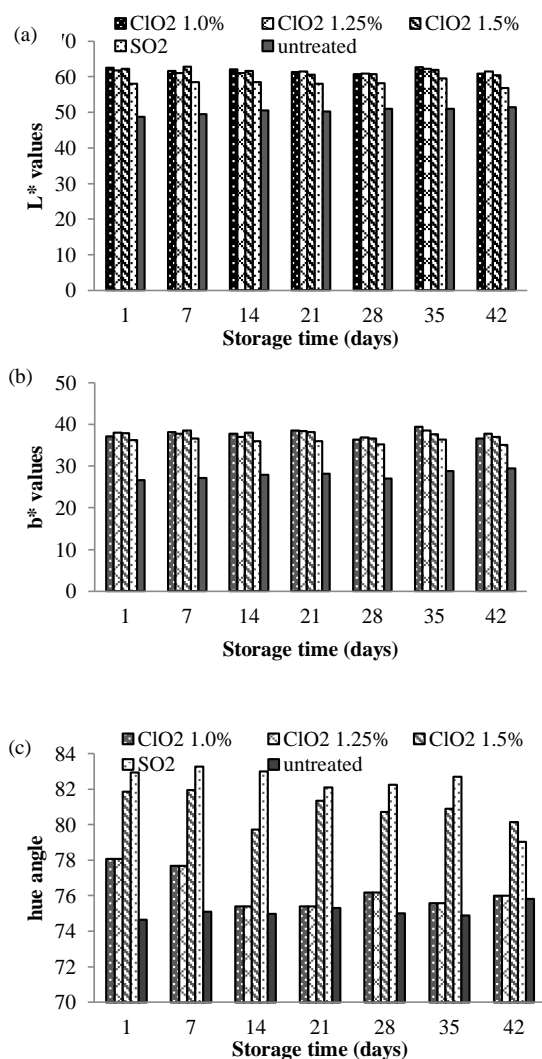 (a)
ClO2 1.0% ClO2 1.25% ClO2 1.5%
SO2 untreated
70
60
50
40
30
20
10
0
L* values
1 7 14 21 28 35 42
Storage time (days)
(b)
50
40
30
20
10
0
b* values
1 7 14 21 28 35 42
Storage time (days)
(c)
ClO2 1.0% ClO2 1.25% ClO2 1.5%
SO2 untreated
84
82
80
78
76
74
72
70
hue angle
1 7 14 21 28 35 42
Storage time (days)